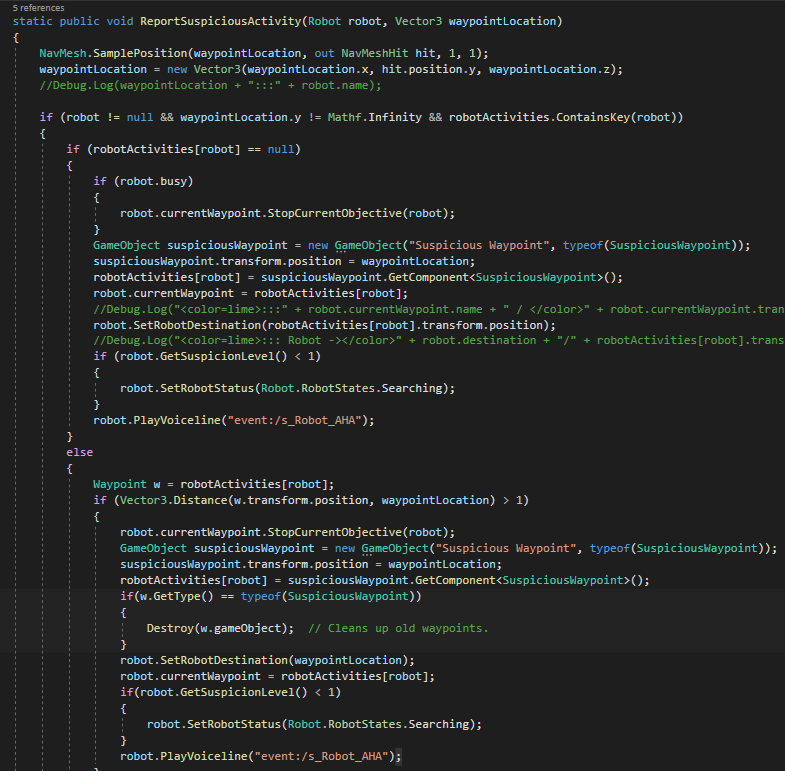 5 references
static public void ReportSuspiciousActivity(Robot robot, Vector3 waypointLocation)
{
NavMesh.SamplePosition(waypointLocation, out NavMeshHit hit, 1, 1);
waypointLocation = new Vector3(waypointLocation.x, hit.position.y, waypointLocation.z);
//Debug.Log(waypointLocation + ":::" + robot.name);
if (robot != null && waypointLocation.y != Mathf.Infinity && robotActivities.ContainsKey(robot))
{
if (robotActivities[robot] == null)
{
if (robot.busy)
{
robot.currentWaypoint.StopCurrentObjective(robot);
}
GameObject suspiciousWaypoint = new GameObject("Suspicious Waypoint", typeof(SuspiciousWaypoint));
suspiciousWaypoint.transform.position = waypointLocation;
robotActivities[robot] = suspiciousWaypoint.GetComponent<SuspiciousWaypoint>();
robot.currentWaypoint = robotActivities[robot];
//Debug.Log("<color=lime>:::" + robot.currentWaypoint.name + " / </color>" + robot.currentWaypoint.tran
robot.SetRobotDestination(robotActivities[robot].transform.position);
//Debug.Log("<color=lime>::: Robot -></color>" + robot.destination + "/" + robotActivities[robot].trans
if (robot.GetSuspicionLevel() < 1)
{
robot.SetRobotStatus(Robot.RobotStates.Searching);
}
robot.PlayVoiceline("event:/s_Robot_AHA");
}
else
{
Waypoint w = robotActivities[robot];
if (Vector3.Distance(w.transform.position, waypointLocation) > 1)
{
robot.currentWaypoint.StopCurrentObjective(robot);
GameObject suspiciousWaypoint = new GameObject("Suspicious Waypoint", typeof(SuspiciousWaypoint));
suspiciousWaypoint.transform.position = waypointLocation;
robotActivities[robot] = suspiciousWaypoint.GetComponent<SuspiciousWaypoint>();
if(w.GetType() == typeof(SuspiciousWaypoint))
{
Destroy(w.gameObject);  // Cleans up old waypoints.
}
robot.SetRobotDestination(waypointLocation);
robot.currentWaypoint = robotActivities[robot];
if(robot.GetSuspicionLevel() < 1)
{
robot.SetRobotStatus(Robot.RobotStates.Searching);
}
robot.PlayVoiceline("event:/s_Robot_AHA");